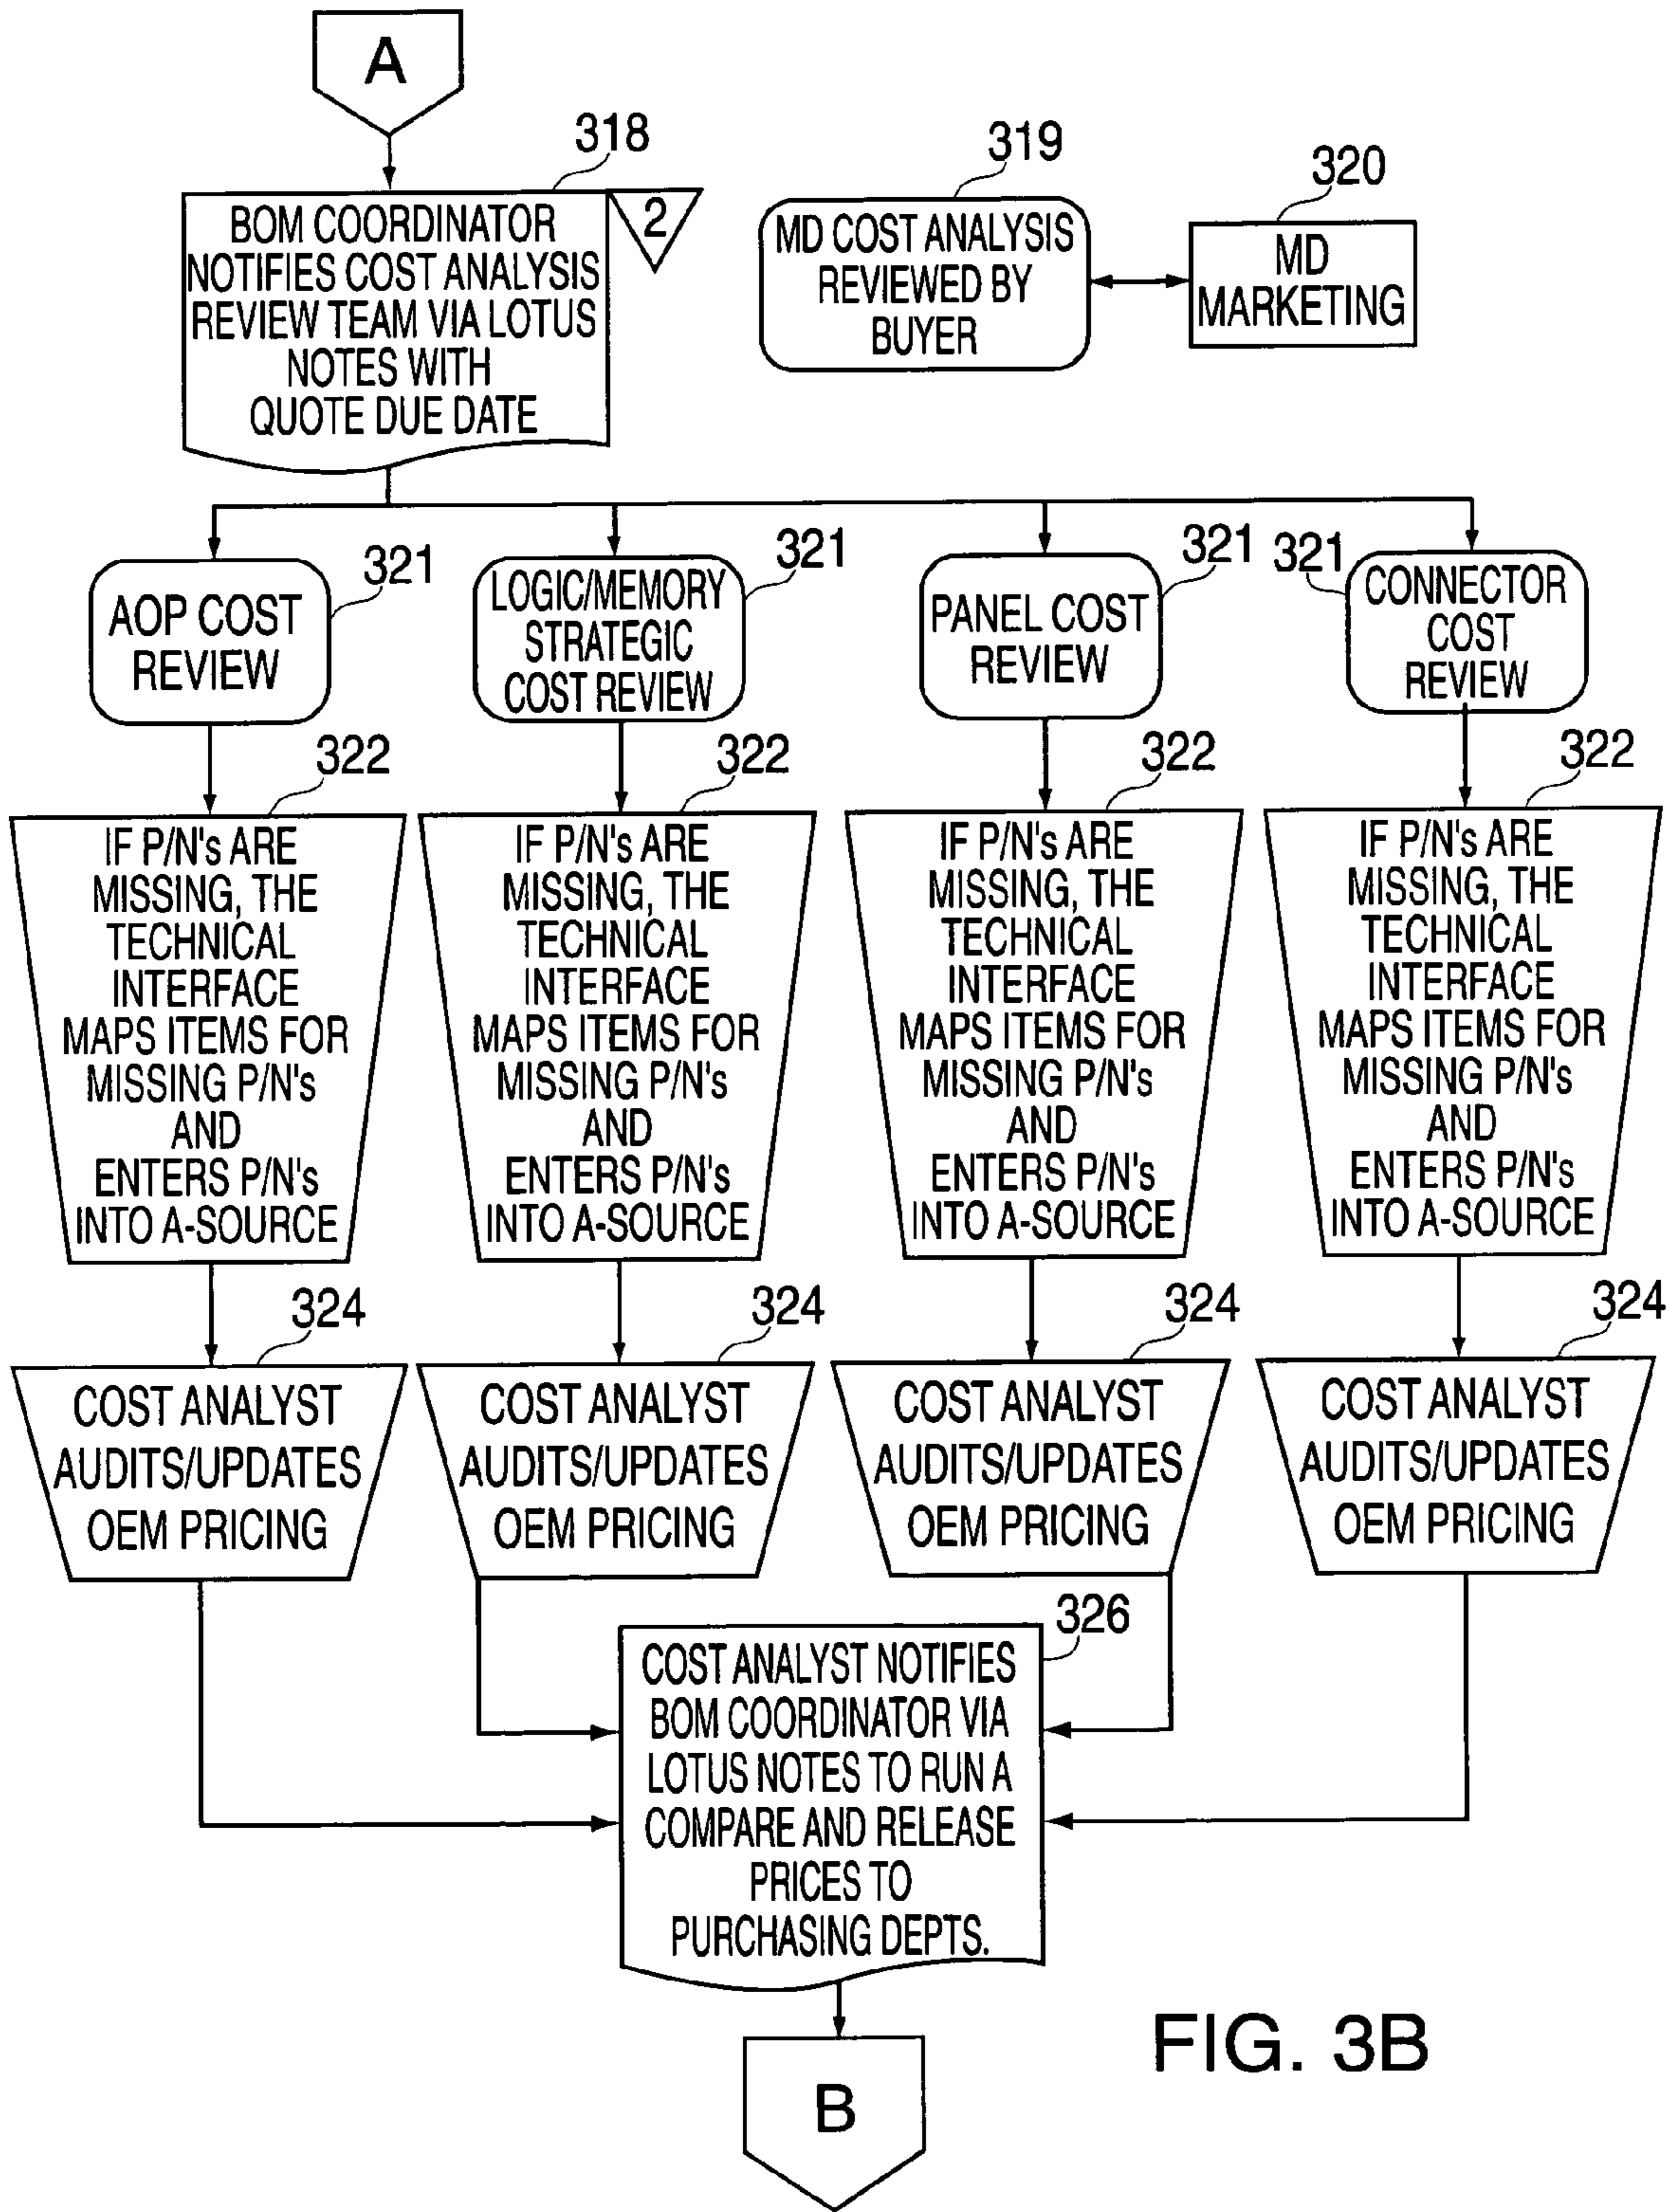 A
318
BOM COORDINATOR
NOTIFIES COST ANALYSIS
REVIEW TEAM VIA LOTUS
NOTES WITH
QUOTE DUE DATE
2
319
MD COST ANALYSIS
REVIEWED BY
BUYER
320
MD
MARKETING
321
AOP COST
REVIEW
321
LOGIC/MEMORY
STRATEGIC
COST REVIEW
321
PANEL COST
REVIEW
321
CONNECTOR
COST
REVIEW
322
IF P/N's ARE
MISSING, THE
TECHNICAL
INTERFACE
MAPS ITEMS FOR
MISSING P/N's
AND
ENTERS P/N's
INTO A-SOURCE
322
IF P/N's ARE
MISSING, THE
TECHNICAL
INTERFACE
MAPS ITEMS FOR
MISSING P/N's
AND
ENTERS P/N's
INTO A-SOURCE
322
IF P/N's ARE
MISSING, THE
TECHNICAL
INTERFACE
MAPS ITEMS FOR
MISSING P/N's
AND
ENTERS P/N's
INTO A-SOURCE
322
IF P/N's ARE
MISSING, THE
TECHNICAL
INTERFACE
MAPS ITEMS FOR
MISSING P/N's
AND
ENTERS P/N's
INTO A-SOURCE
324
COST ANALYST
AUDITS/UPDATES
OEM PRICING
324
COST ANALYST
AUDITS/UPDATES
OEM PRICING
324
COST ANALYST
AUDITS/UPDATES
OEM PRICING
324
COST ANALYST
AUDITS/UPDATES
OEM PRICING
326
COST ANALYST NOTIFIES
BOM COORDINATOR VIA
LOTUS NOTES TO RUN A
COMPARE AND RELEASE
PRICES TO
PURCHASING DEPTS.
B
FIG. 3B